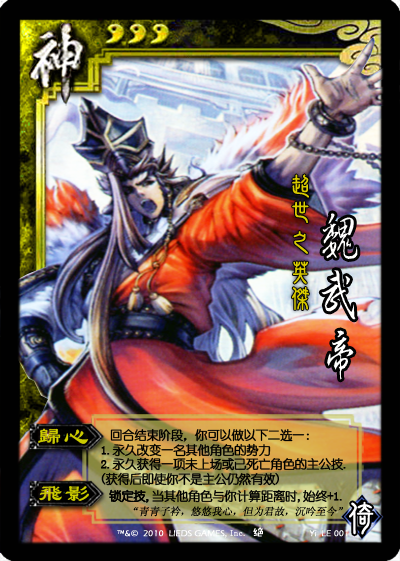 神
超世之英傑
魏武帝
歸心
回合结束阶段，你可以做以下二选一：
1. 永久改变一名其他角色的势力
2. 永久获得一项未上场或已死亡角色的主公技.
(获得后即使你不是主公仍然有效)
飛影
锁定技, 当其他角色与你计算距离时, 始终+1.
“青青子衿，悠悠我心，但为君故，沉吟至今”
倚
™&© 2010 LIEDS GAMES, Inc. 绝